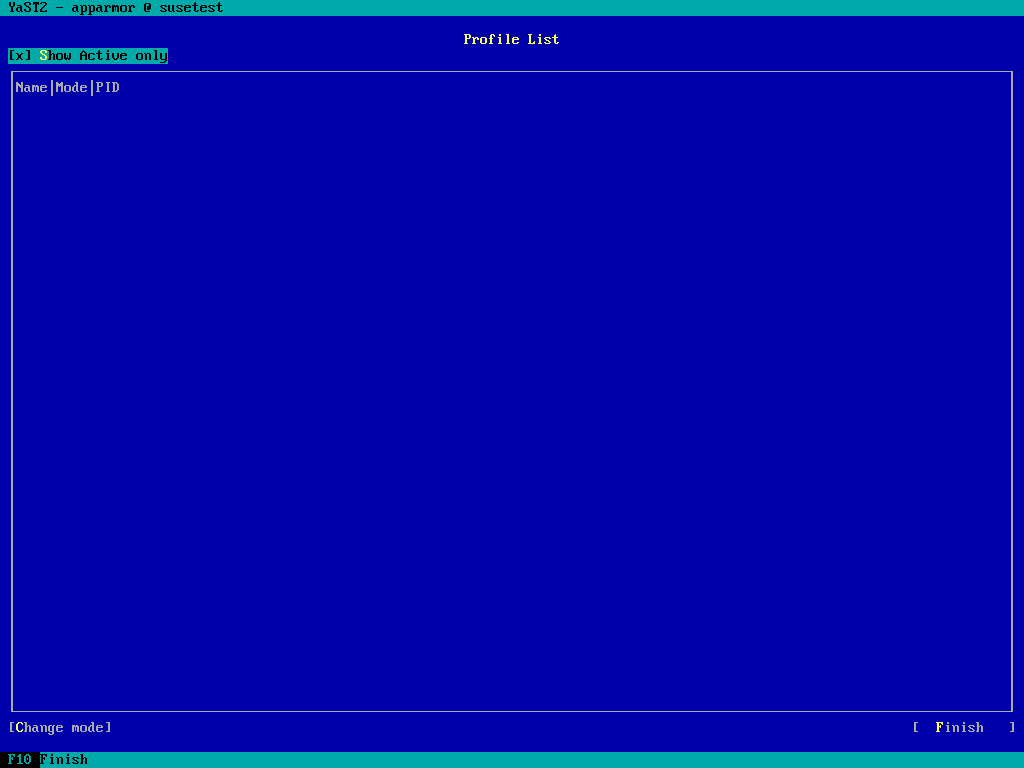 YaST2 - apparmor @ susetest
Profile List
[x] Show Active only
Name|Mode|PID
[Change mode] [ Finish ]
F10 Finish